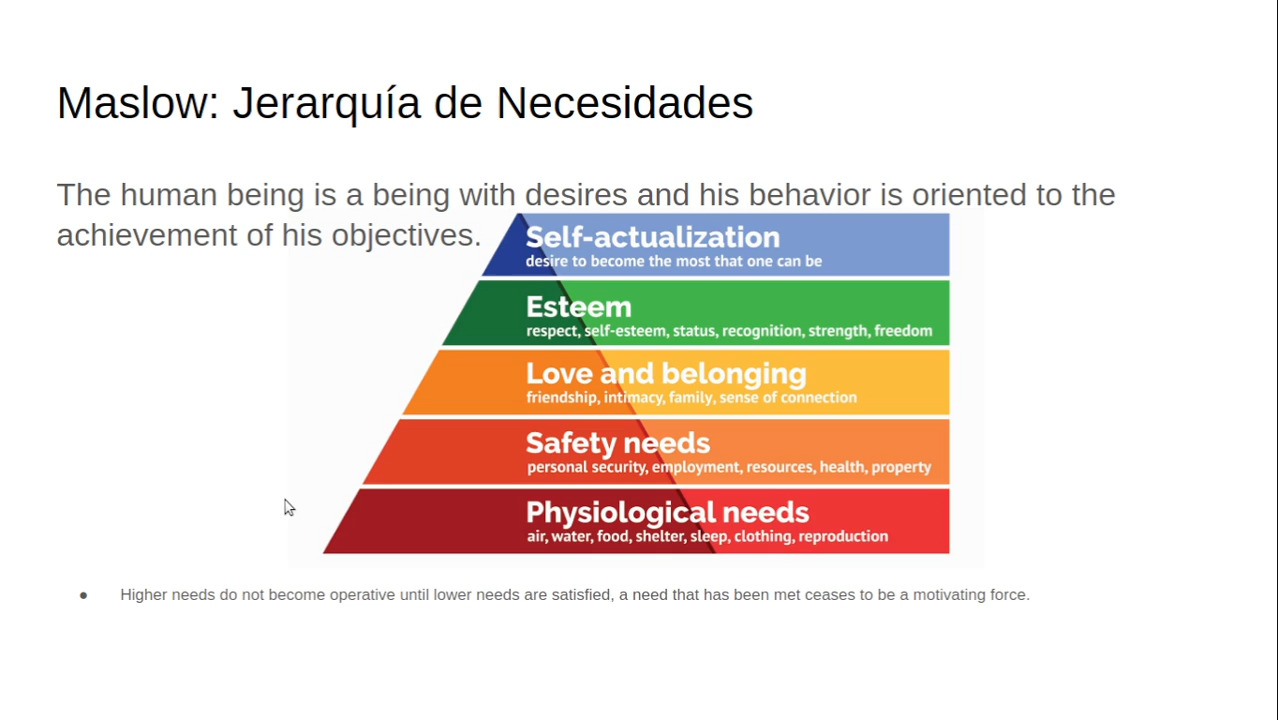 Maslow: Jerarquía de Necesidades
The human being is a being with desires and his behavior is oriented to the
achievement of his objectives.
Self-actualization
desire to become the most that one can be
Esteem
respect, self-esteem, status, recognition, strength, freedom
Love and belonging
friendship, intimacy, family, sense of connection
Safety needs
personal security, employment, resources, health, property
Physiological needs
air, water, food, shelter, sleep, clothing, reproduction
● Higher needs do not become operative until lower needs are satisfied, a need that has been met ceases to be a motivating force.